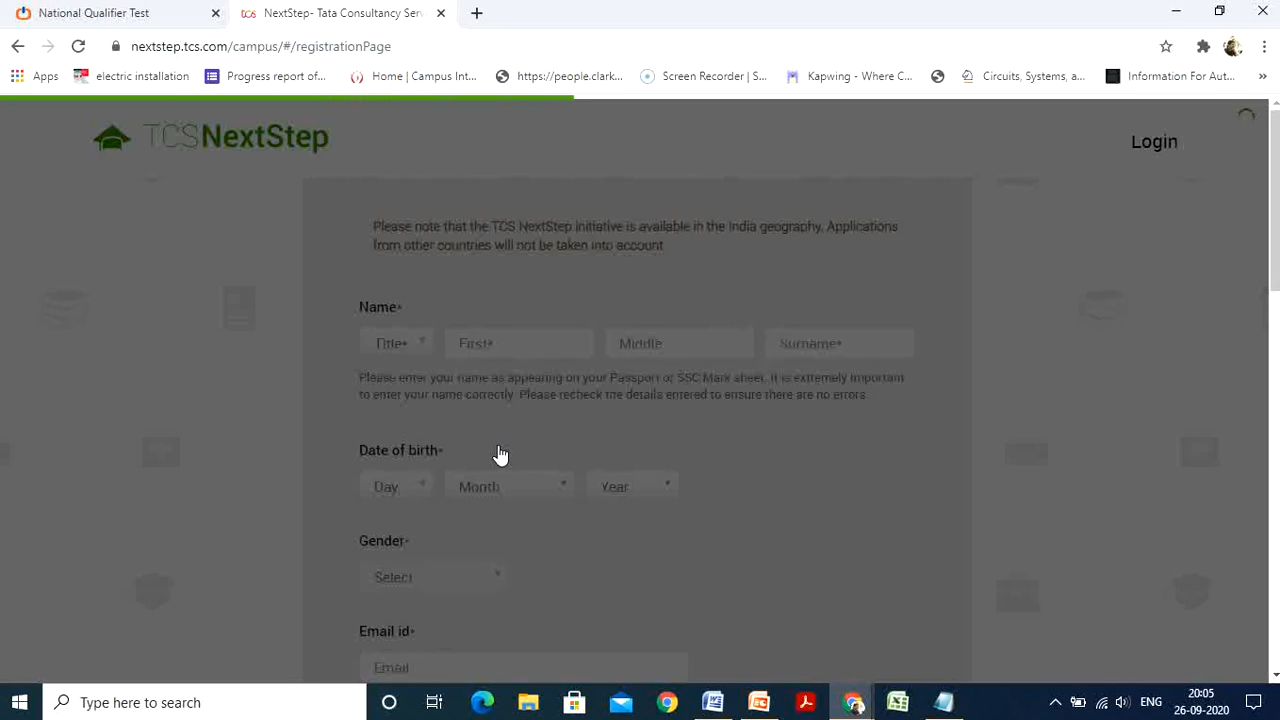 National Qualifier Test
tcs NextStep- Tata Consultancy Ser
nextstep.tcs.com/campus/#/registrationPage
Apps
electric installation
Progress report of...
Home | Campus Int...
https://people.clark...
Screen Recorder | S...
Kapwing - Where C...
Circuits, Systems, a...
Information For Aut...
»
TCSNextStep
Login
Please note that the TCS NextStep Initiative is available in the India geography. Applications
from other countries will not be taken into account
Name*
Title*
First*
Middle
Surname*
Please enter your name as appearing on your Passport or SSC Mark sheet. It is extremely important
to enter your name correctly. Please recheck the details entered to ensure there are no errors.
Date of birth*
Day
Month
Year
Gender*
Select
Email id*
Email
Type here to search
ENG
20:05
26-09-2020